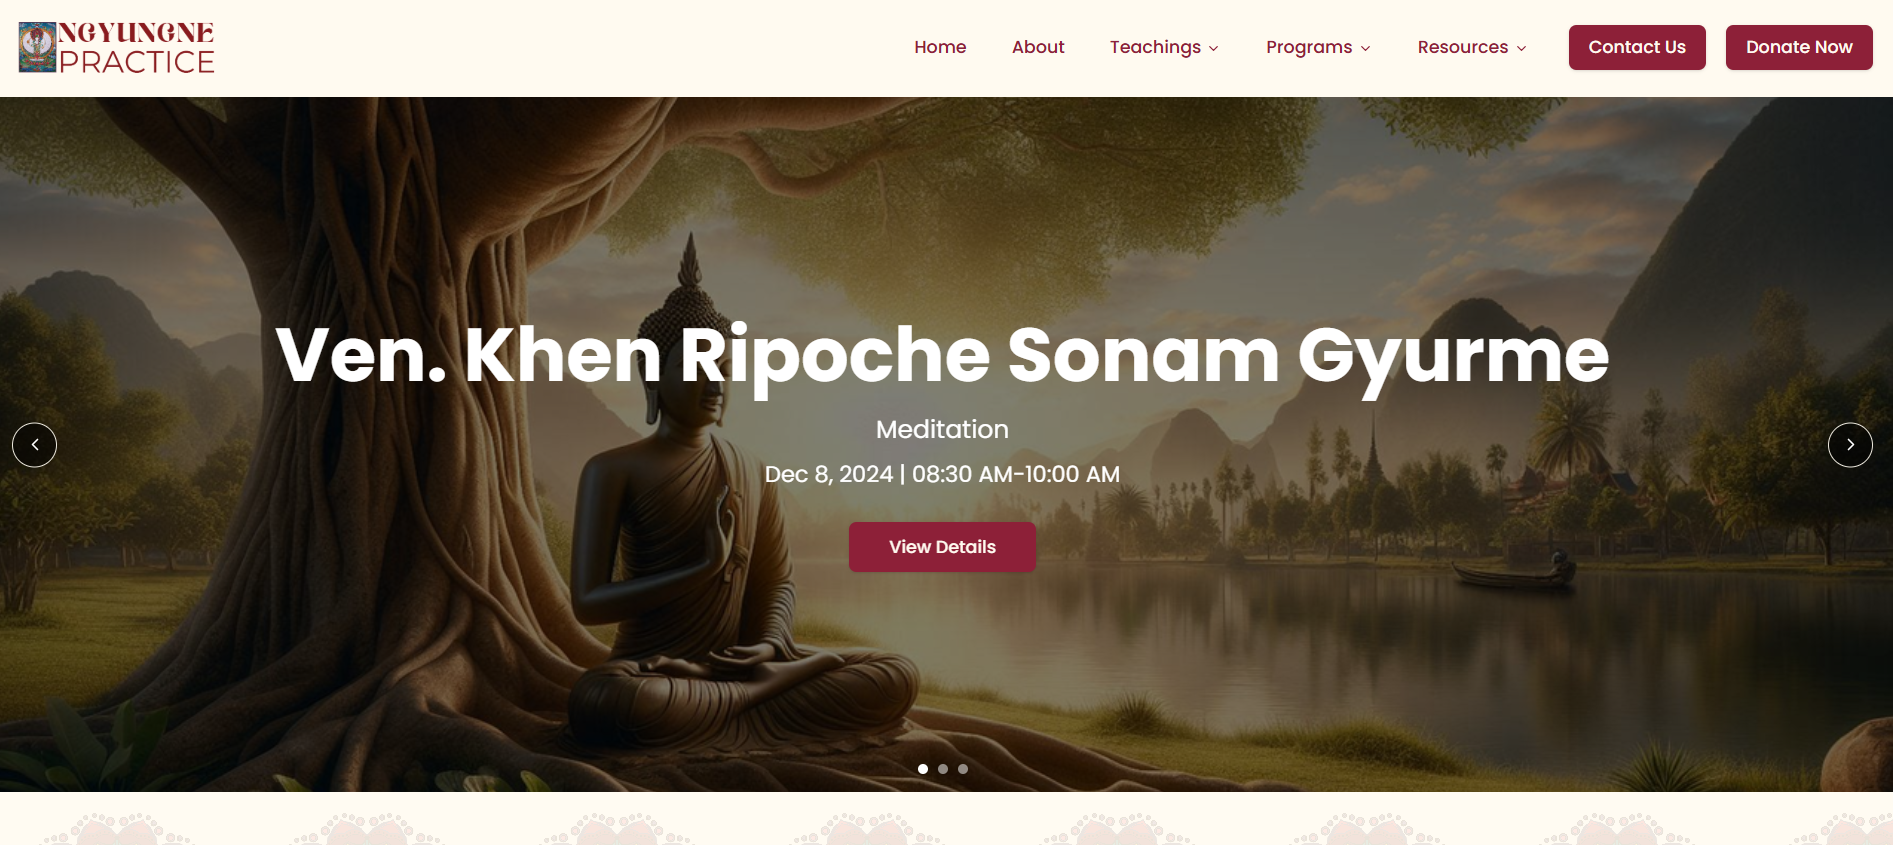 NGYUNGNE
PRACTICE
Home About Teachings Programs Resources Contact Us Donate Now
Ven. Khen Ripoche Sonam Gyurme
Meditation
Dec 8, 2024 | 08:30 AM-10:00 AM
View Details